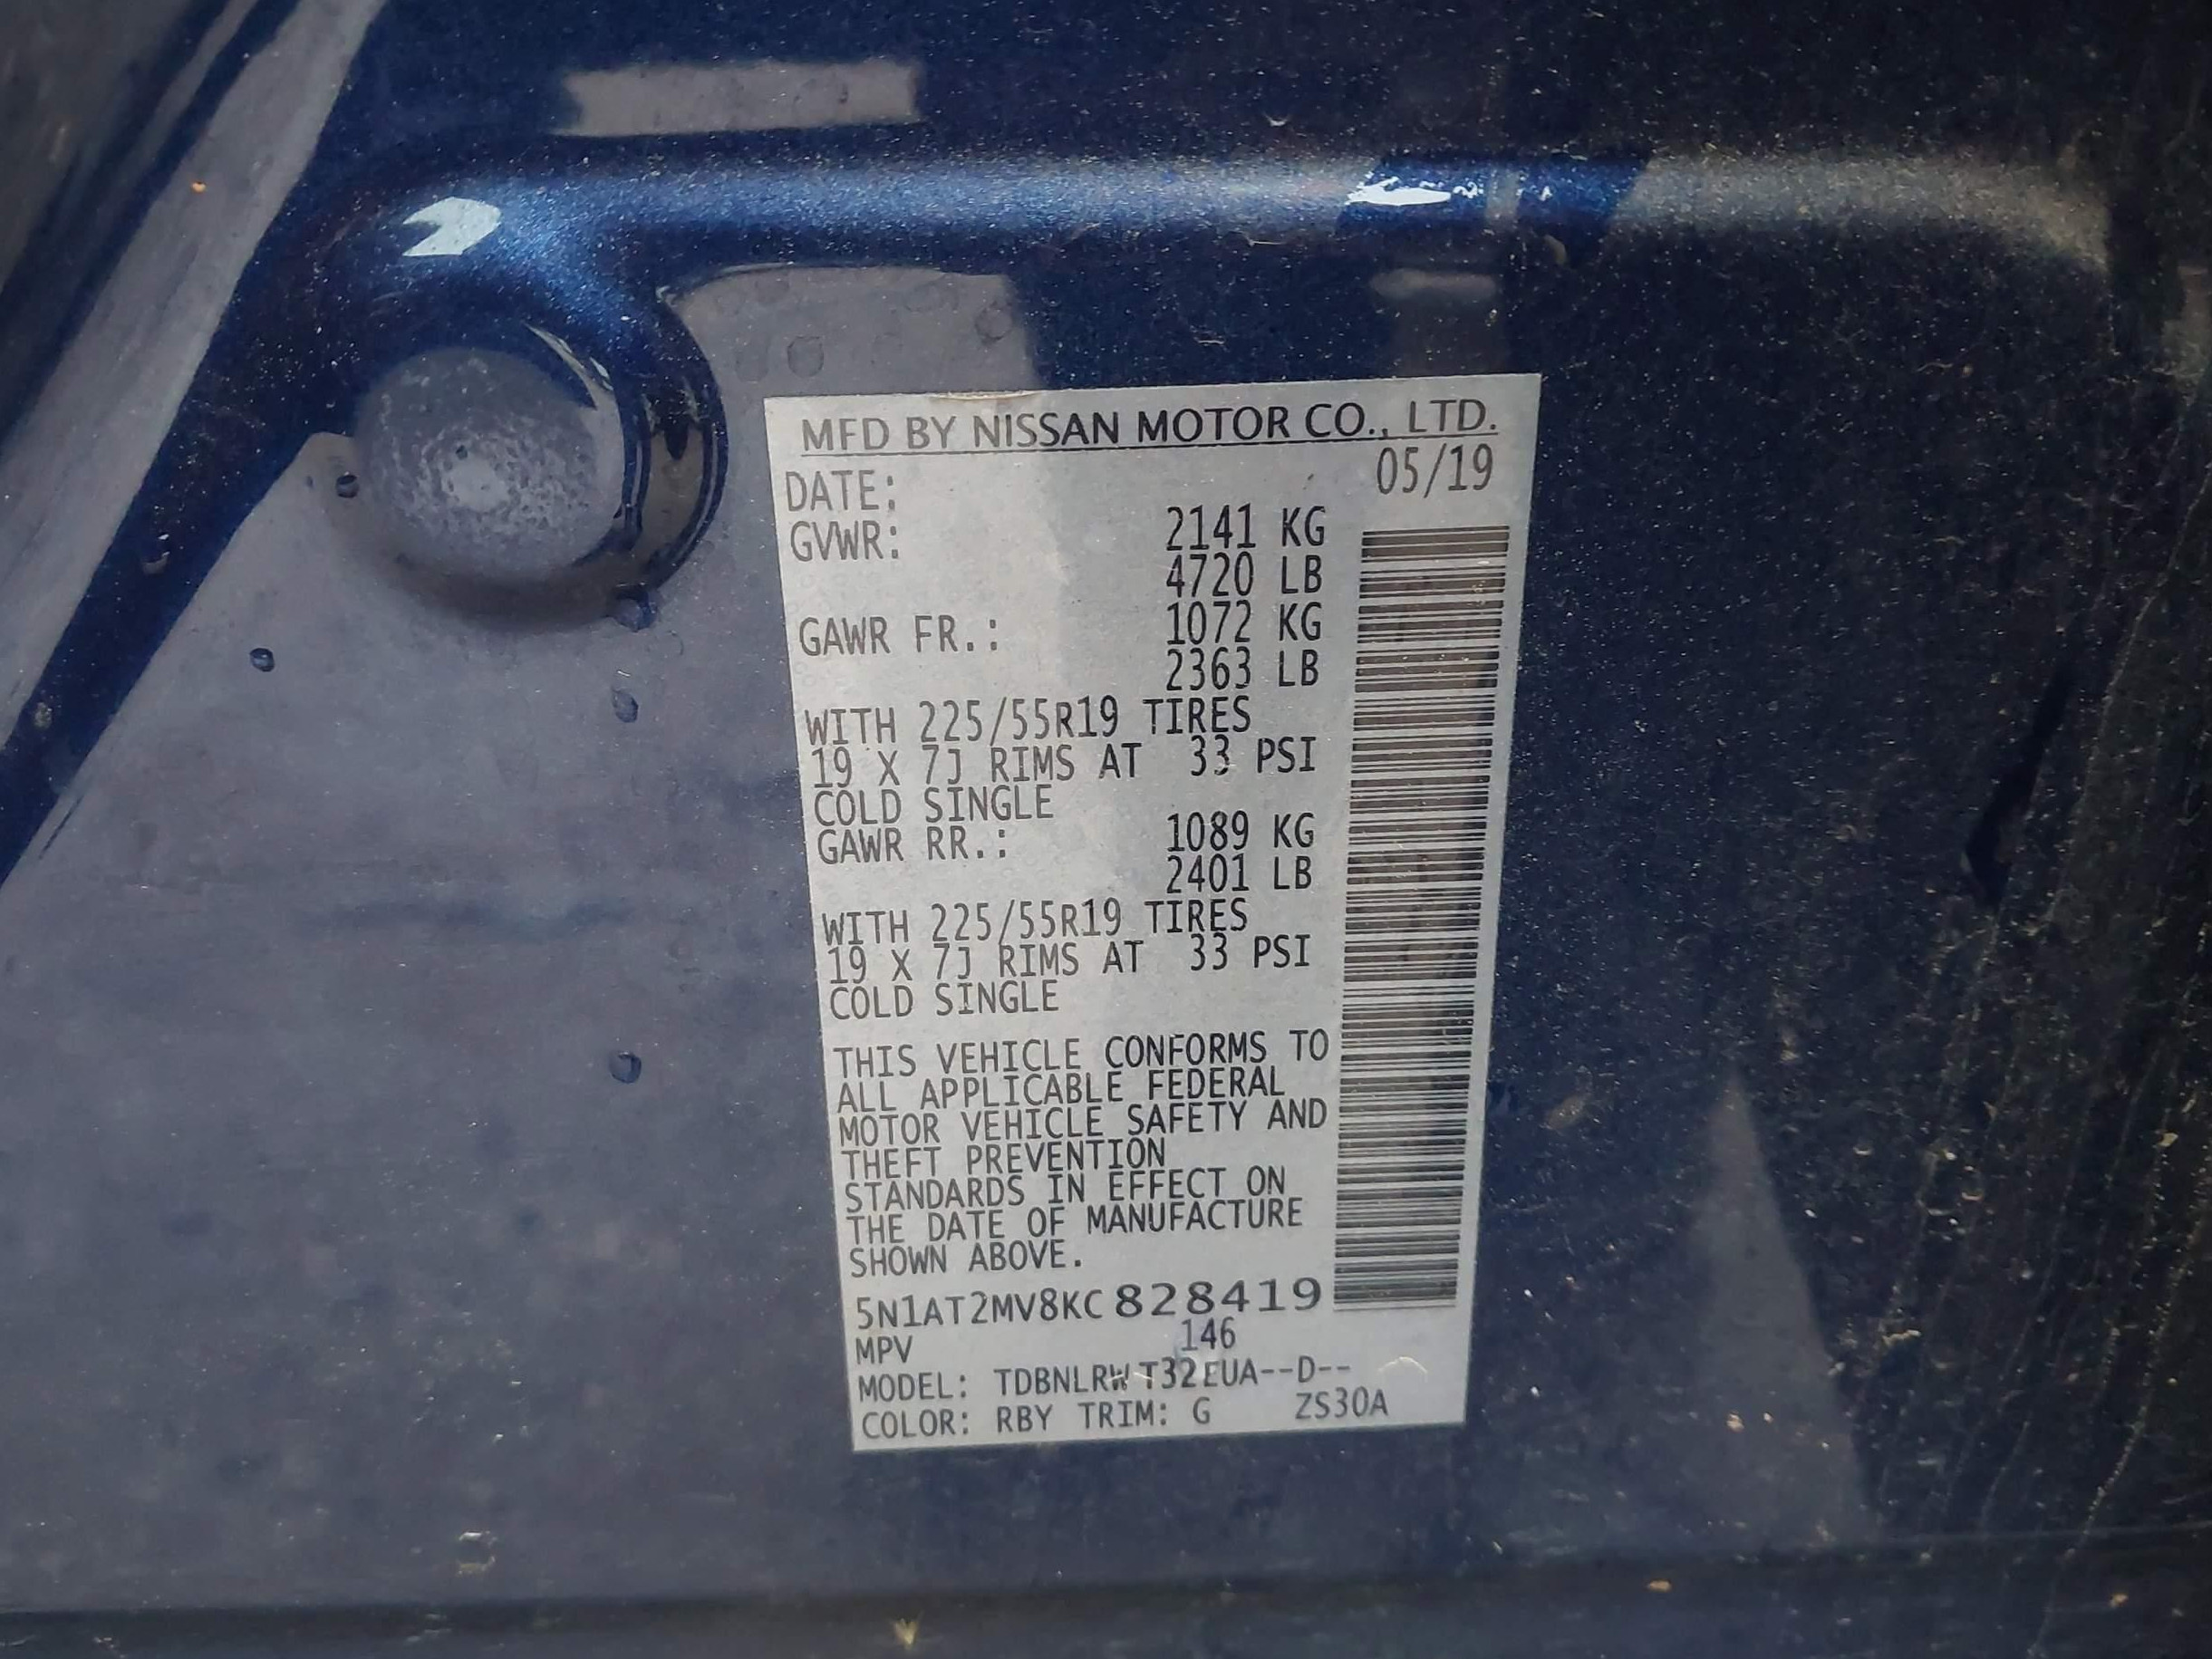 MFD BY NISSAN MOTOR CO., LTD.
DATE: 05/19
GVWR: 2141 KG
4720 LB
GAWR FR.: 1072 KG
2363 LB
WITH 225/55R19 TIRES
19 X 7J RIMS AT 33 PSI
COLD SINGLE
GAWR RR.: 1089 KG
2401 LB
WITH 225/55R19 TIRES
19 X 7J RIMS AT 33 PSI
COLD SINGLE
THIS VEHICLE CONFORMS TO
ALL APPLICABLE FEDERAL
MOTOR VEHICLE SAFETY AND
THEFT PREVENTION
STANDARDS IN EFFECT ON
THE DATE OF MANUFACTURE
SHOWN ABOVE.
5N1AT2MV8KC828419
MPV 146
MODEL: TDBNLRW T32EUA--D--
COLOR: RBY TRIM: G ZS30A